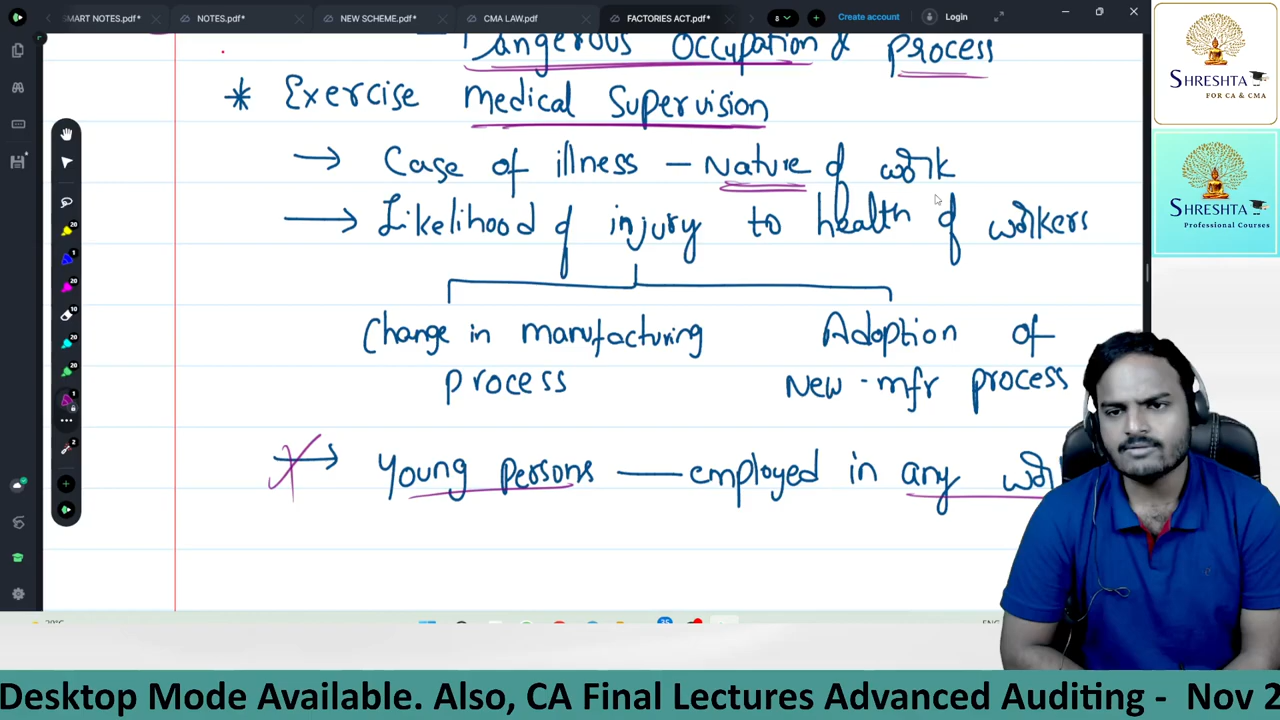 SMART NOTES.pdf* NOTES.pdf* NEW SCHEME.pdf* CMA LAW.pdf FACTORIES ACT.pdf* 8 Create account Login
Dangerous Occupation & Process
* Exercise Medical Supervision
→ Case of illness – Nature of work
→ Likelihood of injury to health of workers
Change in manufacturing process
Adoption of New - mfr process
→ Young persons — employed in any
SHRESHTA
FOR CA & CMA
SHRESHTA
Professional Courses
Desktop Mode Available. Also, CA Final Lectures Advanced Auditing - Nov 2